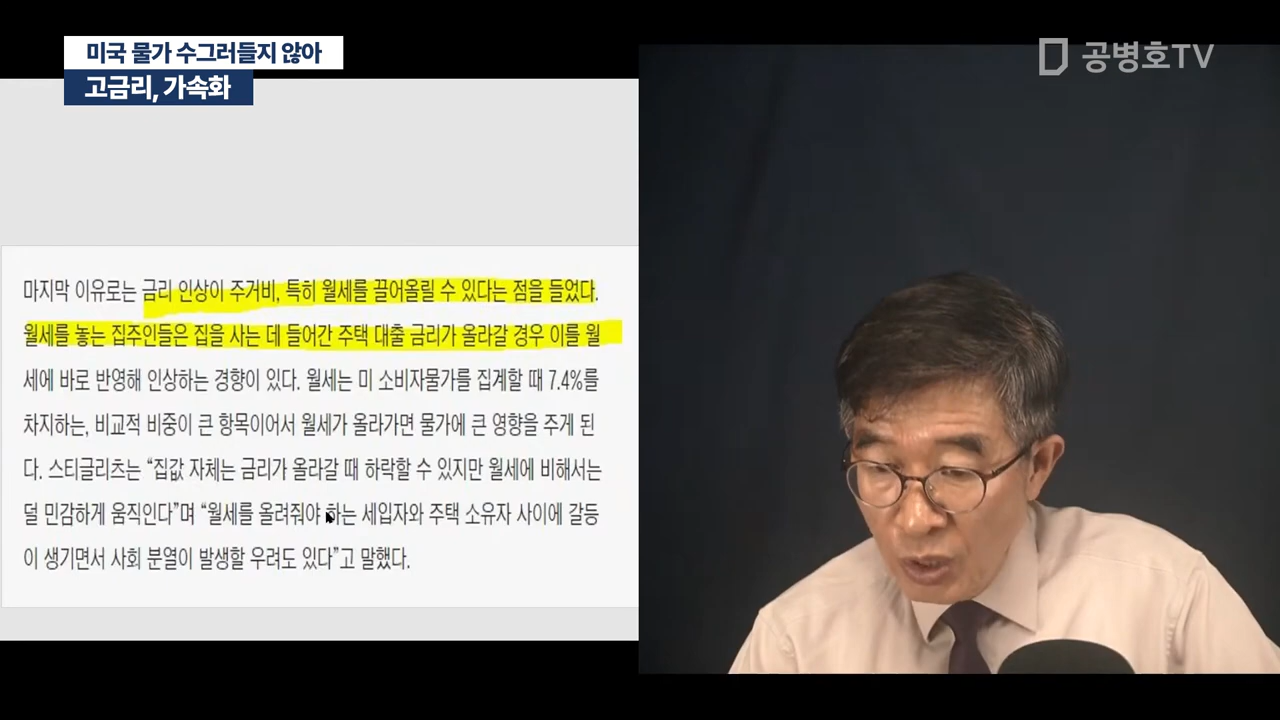 미국 물가 수그러들지 않아
고금리, 가속화
공병호TV
마지막 이유로는 금리 인상이 주거비, 특히 월세를 끌어올릴 수 있다는 점을 들었다.
월세를 놓는 집주인들은 집을 사는 데 들어간 주택 대출 금리가 올라갈 경우 이를 월
세에 바로 반영해 인상하는 경향이 있다. 월세는 미 소비자물가를 집계할 때 7.4%를
차지하는, 비교적 비중이 큰 항목이어서 월세가 올라가면 물가에 큰 영향을 주게 된
다. 스티글리츠는 “집값 자체는 금리가 올라갈 때 하락할 수 있지만 월세에 비해서는
덜 민감하게 움직인다”며 “월세를 올려줘야 하는 세입자와 주택 소유자 사이에 갈등
이 생기면서 사회 분열이 발생할 우려도 있다”고 말했다.